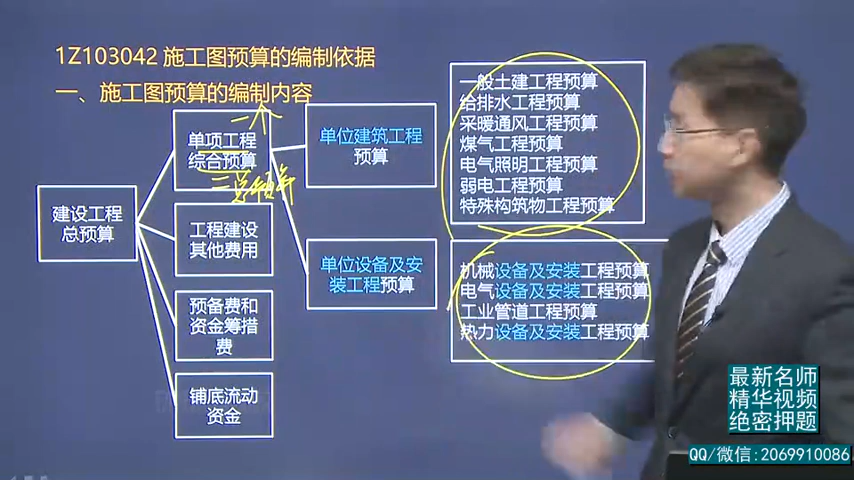 1Z103042 施工图预算的编制依据
一、施工图预算的编制内容
建设工程
总预算
单项工程
综合预算
一个
工程建设
其他费用
预备费和
资金筹措
费
铺底流动
资金
单位建筑工程
预算
单位设备及安
装工程预算
一般土建工程预算
给排水工程预算
采暖通风工程预算
煤气工程预算
电气照明工程预算
弱电工程预算
特殊构筑物工程预算
机械设备及安装工程预算
电气设备及安装工程预算
工业管道工程预算
热力设备及安装工程预算
最新名师
精华视频
绝密押题
QQ/微信:2069910086